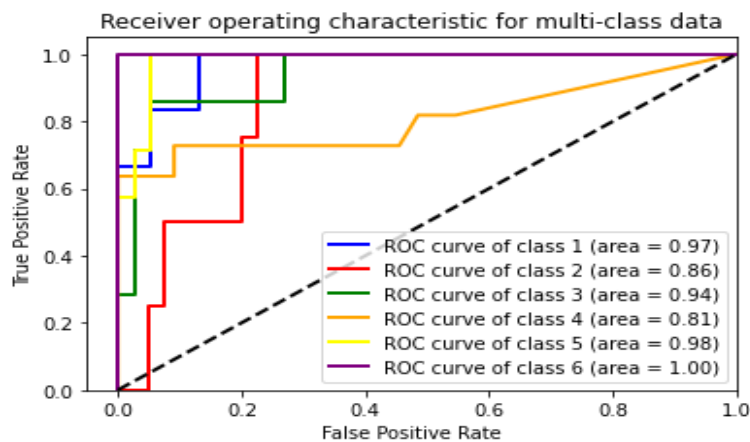 Receiver operating characteristic for multi-class data
True Positive Rate
1.0
0.8
0.6
0.4
0.2
0.0
ROC curve of class 1 (area = 0.97)
ROC curve of class 2 (area = 0.86)
ROC curve of class 3 (area = 0.94)
ROC curve of class 4 (area = 0.81)
ROC curve of class 5 (area = 0.98)
ROC curve of class 6 (area = 1.00)
0.0 0.2 0.4 0.6 0.8 1.0
False Positive Rate